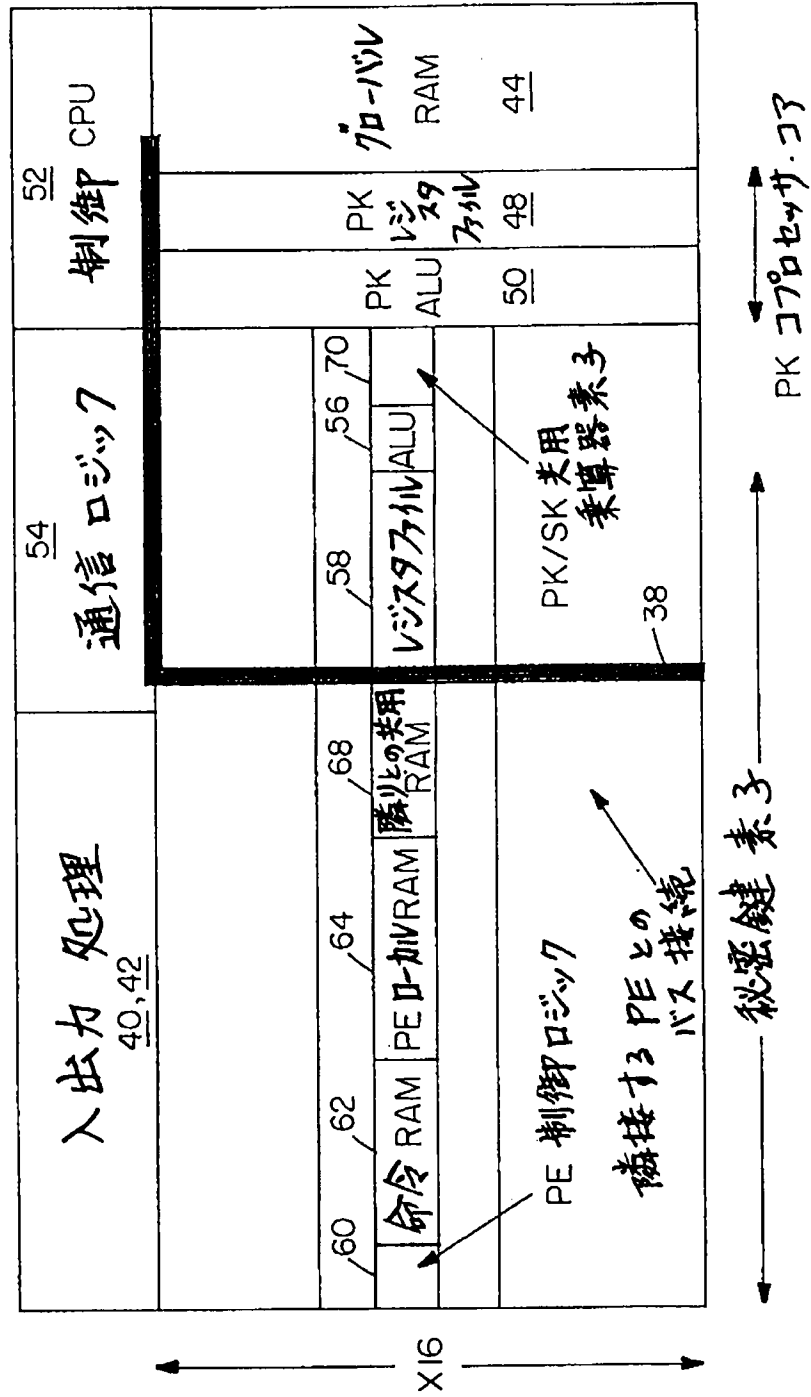 入出力 処理
40,42
54
通信 ロジック
52
制御 CPU
60
62
64
68
58
56
70
命令 RAM
PE ローカルRAM
隣りとの共用
RAM
レジスタファイル
ALU
PK
ALU
50
PK
レジ
スタ
ファイル
48
グローバル
RAM
44
X16
PE 制御ロジック
隣接する PE との
バス 接続
38
PK/SK 共用
乗算器素子
秘密鍵 素子
PK コプロセッサ・コア